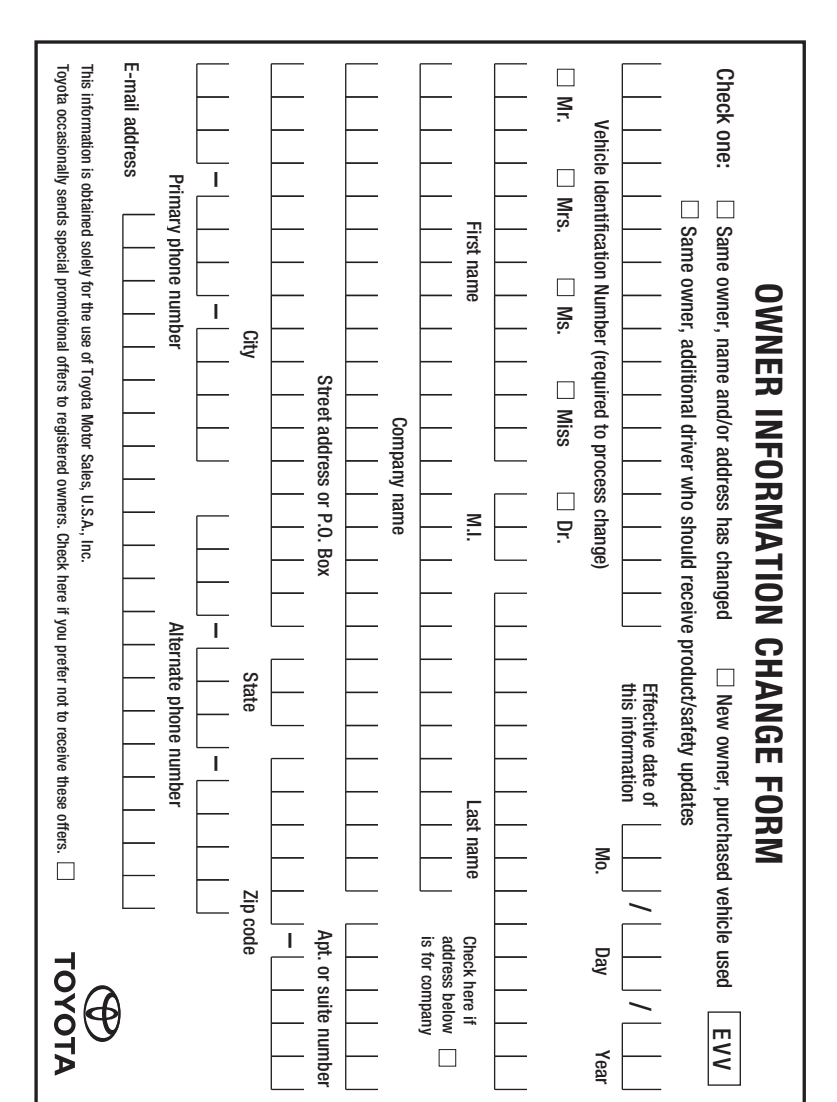 OWNER INFORMATION CHANGE FORM
Check one: Same owner, name and/or address has changed New owner, purchased vehicle used
Same owner, additional driver who should receive product/safety updates
EVV
Effective date of
this information
/ /
Vehicle Identification Number (required to process change) Mo. Day Year
Mr. Mrs. Ms. Miss Dr.
First name M.I. Last name
Check here if
address below
is for company
Company name
Street address or P.O. Box Apt. or suite number
–
City State Zip code
– – – –
Primary phone number Alternate phone number
E-mail address
This information is obtained solely for the use of Toyota Motor Sales, U.S.A., Inc.
Toyota occasionally sends special promotional offers to registered owners. Check here if you prefer not to receive these offers.
TOYOTA